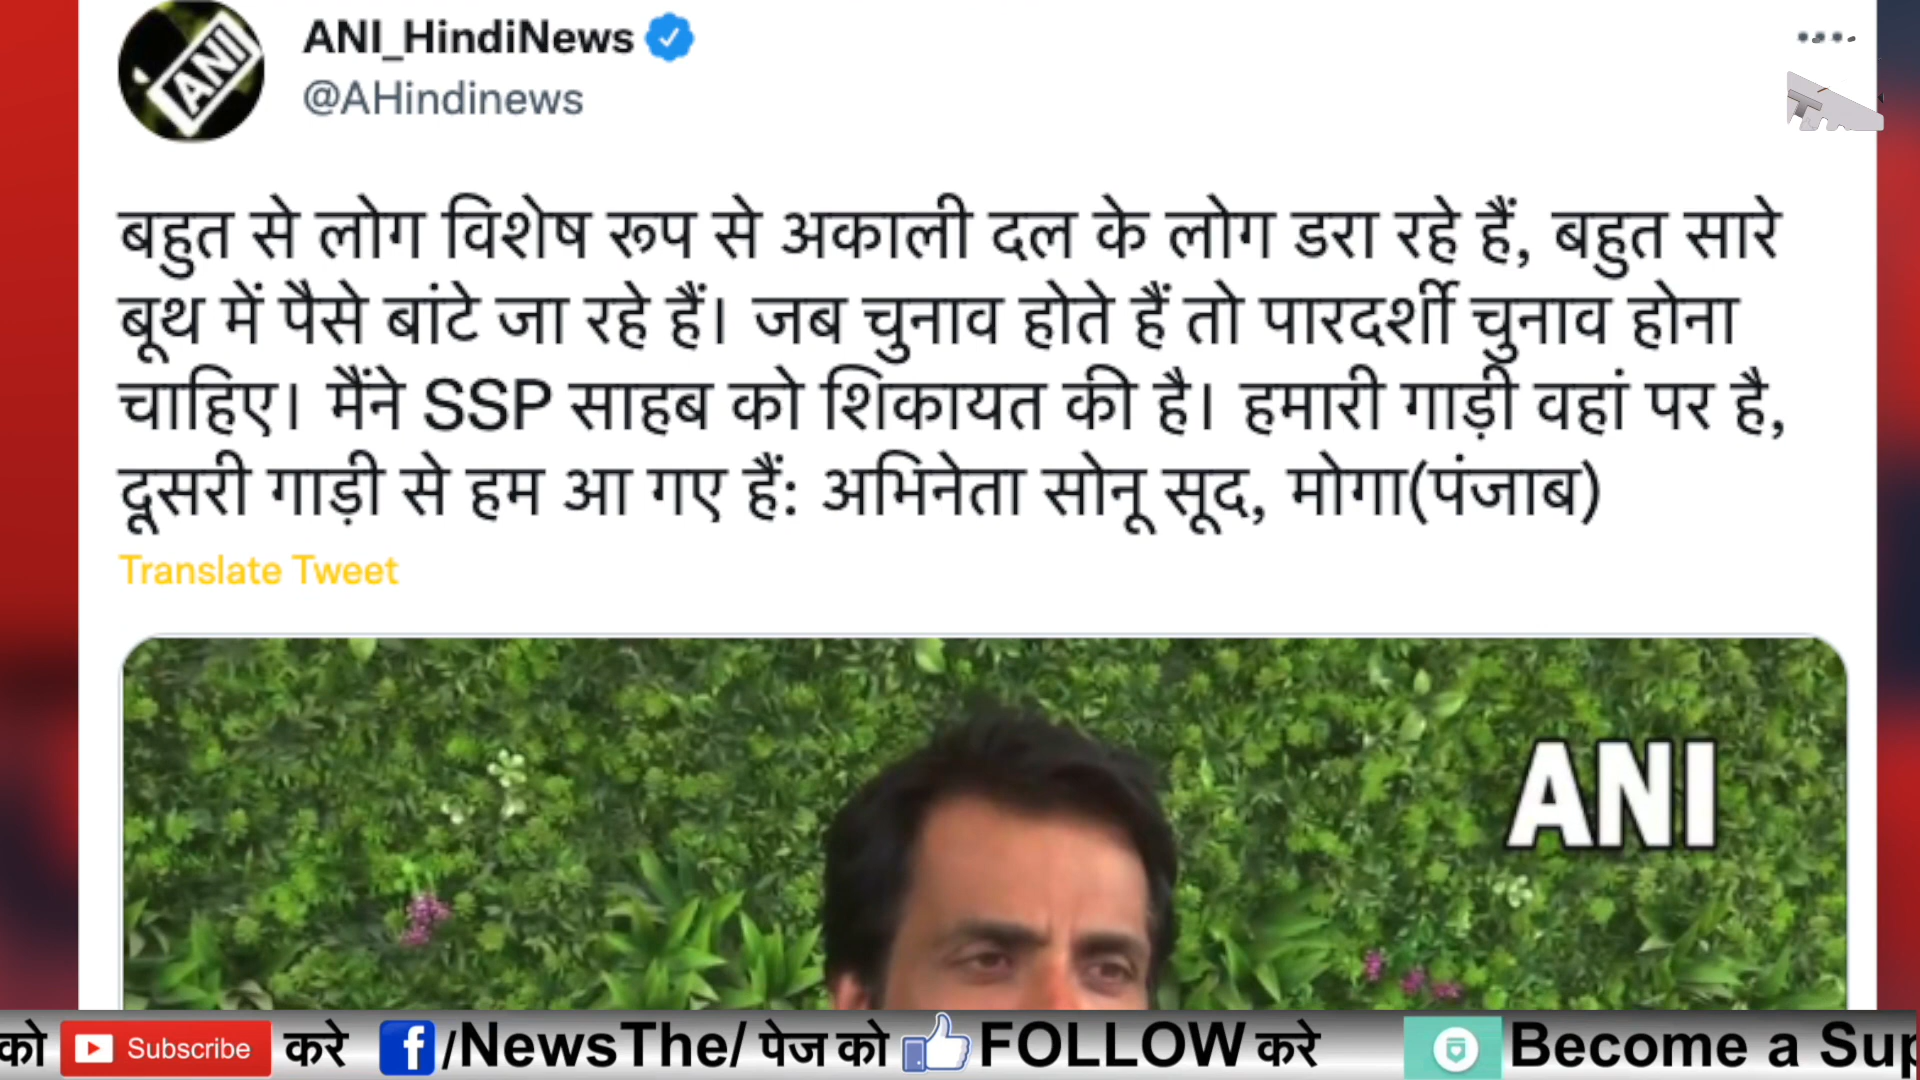 ANI
ANI_HindiNews
@AHindinews
बहुत से लोग विशेष रूप से अकाली दल के लोग डरा रहे हैं, बहुत सारे
बूथ में पैसे बांटे जा रहे हैं। जब चुनाव होते हैं तो पारदर्शी चुनाव होना
चाहिए। मैंने SSP साहब को शिकायत की है। हमारी गाड़ी वहां पर है,
दूसरी गाड़ी से हम आ गए हैं: अभिनेता सोनू सूद, मोगा(पंजाब)
Translate Tweet
ANI
को Subscribe करे f/NewsThe/ पेज को FOLLOW करे Become a Sup